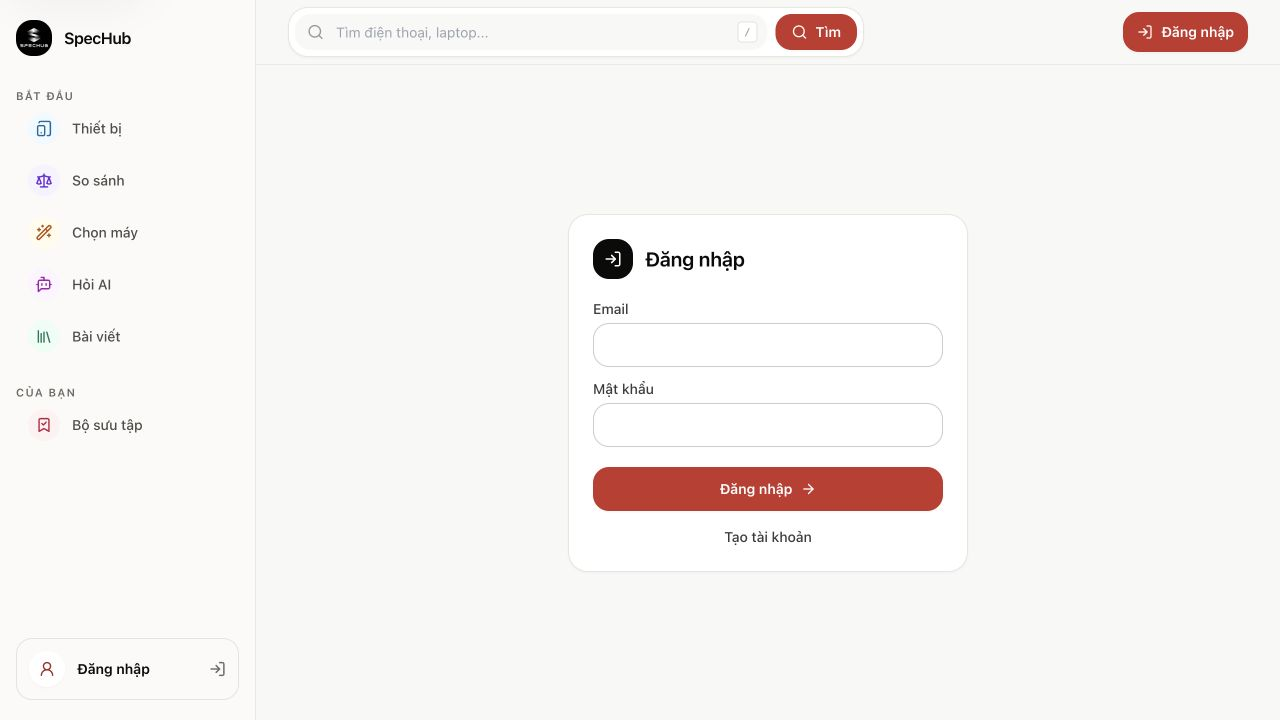 SPECHUB
SpecHub
BẮT ĐẦU
Thiết bị
So sánh
Chọn máy
Hỏi AI
Bài viết
CỦA BẠN
Bộ sưu tập
Đăng nhập
Tìm điện thoại, laptop...
/
Tìm
Đăng nhập
Đăng nhập
Email
Mật khẩu
Đăng nhập
Tạo tài khoản